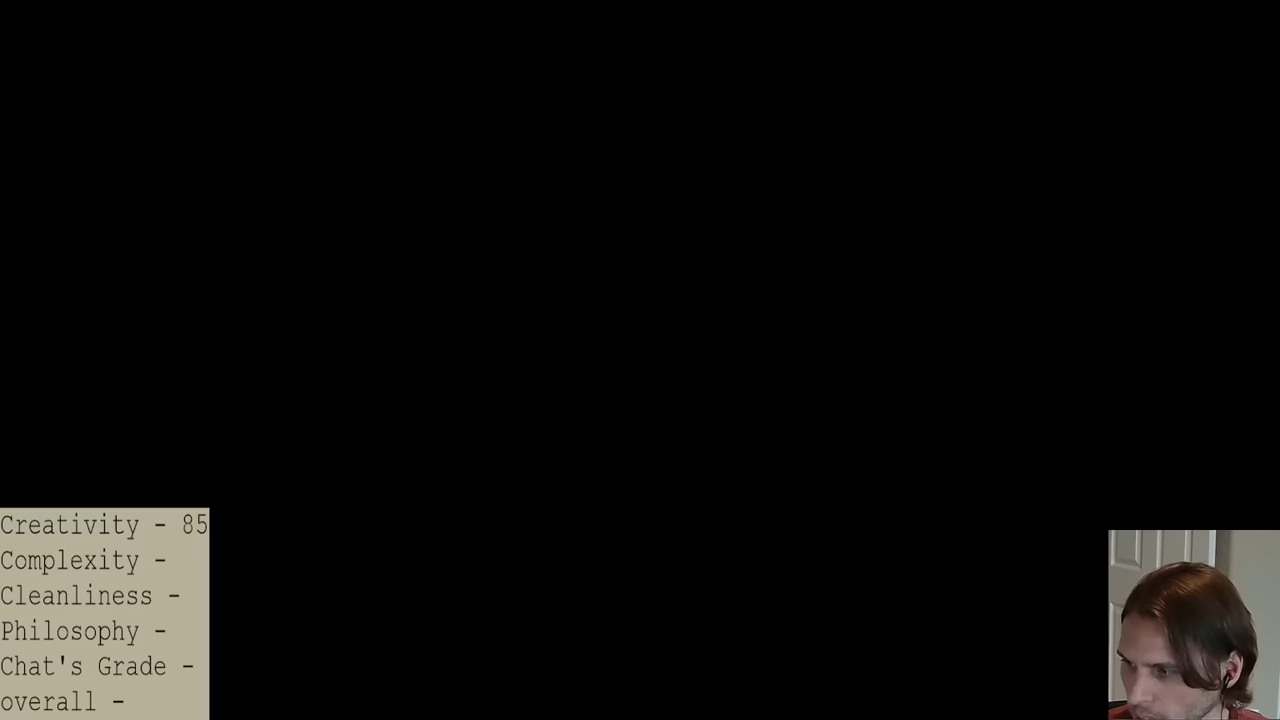 Creativity - 85
Complexity -
Cleanliness -
Philosophy -
Chat's Grade -
overall -